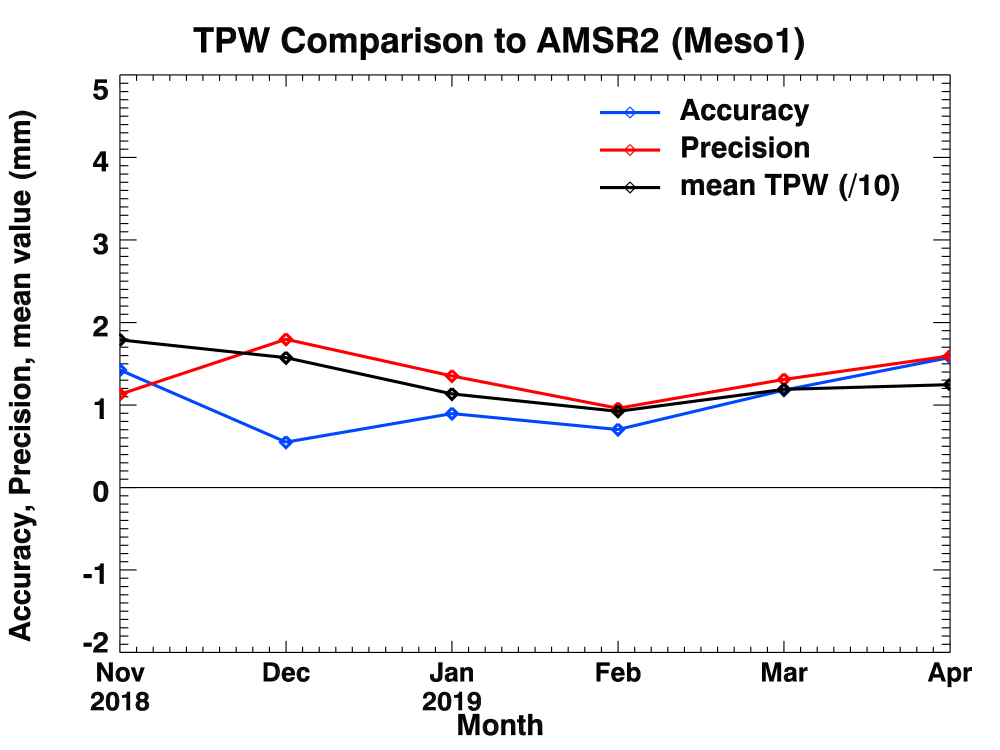 TPW Comparison to AMSR2 (Meso1)
Accuracy, Precision, mean value (mm)
5
4
3
2
1
0
-1
-2
Accuracy
Precision
mean TPW (/10)
Nov Dec Jan Feb Mar Apr
2018 2019
Month